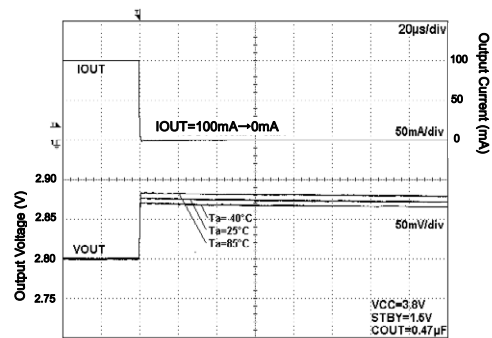 20µs/div
IOUT
100
50
IOUT=100mA→0mA
50mA/div
0
Output Current (mA)
2.90
2.85
2.80
2.75
Output Voltage (V)
Ta=-40°C
Ta=25°C
Ta=85°C
50mV/div
VOUT
VCC=3.8V
STBY=1.5V
COUT=0.47µF